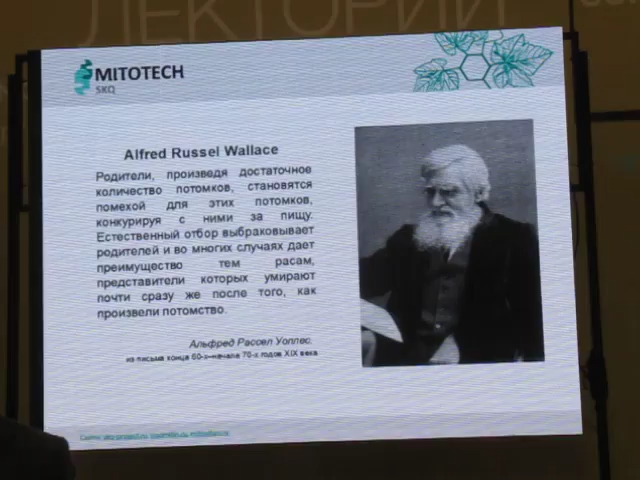 ЛЕКТОРИЙ
MITOTECH
SKQ
Alfred Russel Wallace
Родители, произведя достаточное
количество потомков, становятся
помехой для этих потомков,
конкурируя с ними за пищу.
Естественный отбор выбраковывает
родителей и во многих случаях дает
преимущество тем расам,
представители которых умирают
почти сразу же после того, как
произвели потомство.
Альфред Рассел Уоллес,
из письма конца 60-х–начала 70-х годов XIX века